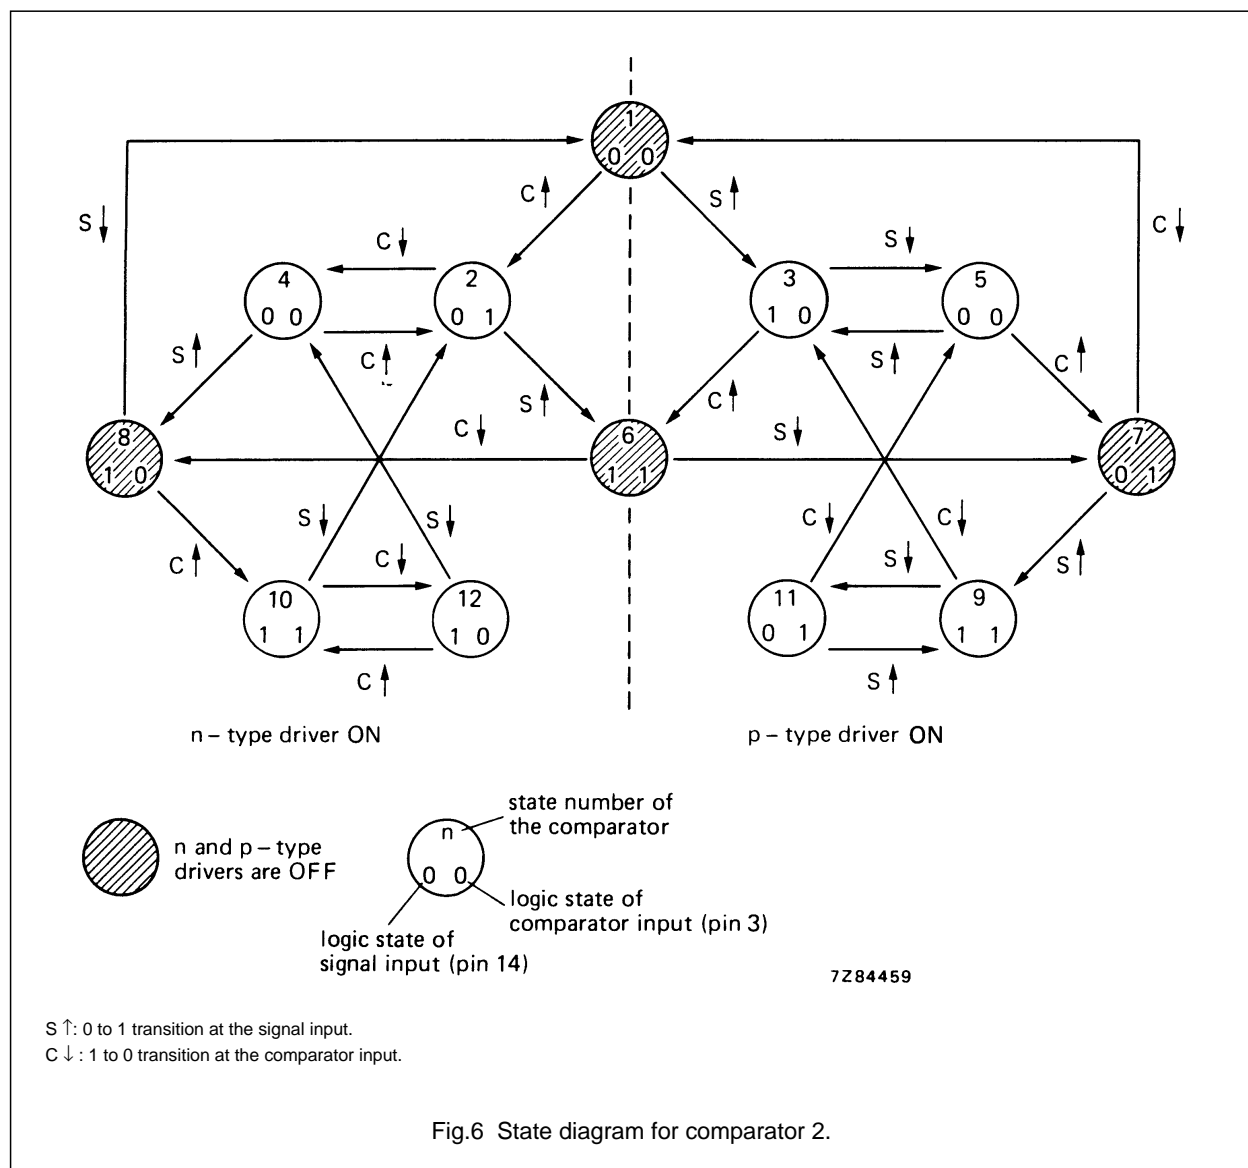 1
0 0
C↑
S↑
S↓
C↓
C↓
S↓
4
0 0
2
0 1
3
1 0
5
0 0
S↑
C↑
S↑
C↑
S↑
C↑
8
1 0
C↓
6
1 1
S↓
7
0 1
C↑
S↓
S↓
C↓
C↓
C↓
S↓
S↑
10
1 1
12
1 0
11
0 1
9
1 1
C↑
S↑
n – type driver ON
p – type driver ON
n and p – type
drivers are OFF
n
0 0
state number of
the comparator
logic state of
comparator input (pin 3)
logic state of
signal input (pin 14)
7Z84459
S ↑: 0 to 1 transition at the signal input.
C ↓ : 1 to 0 transition at the comparator input.
Fig.6 State diagram for comparator 2.